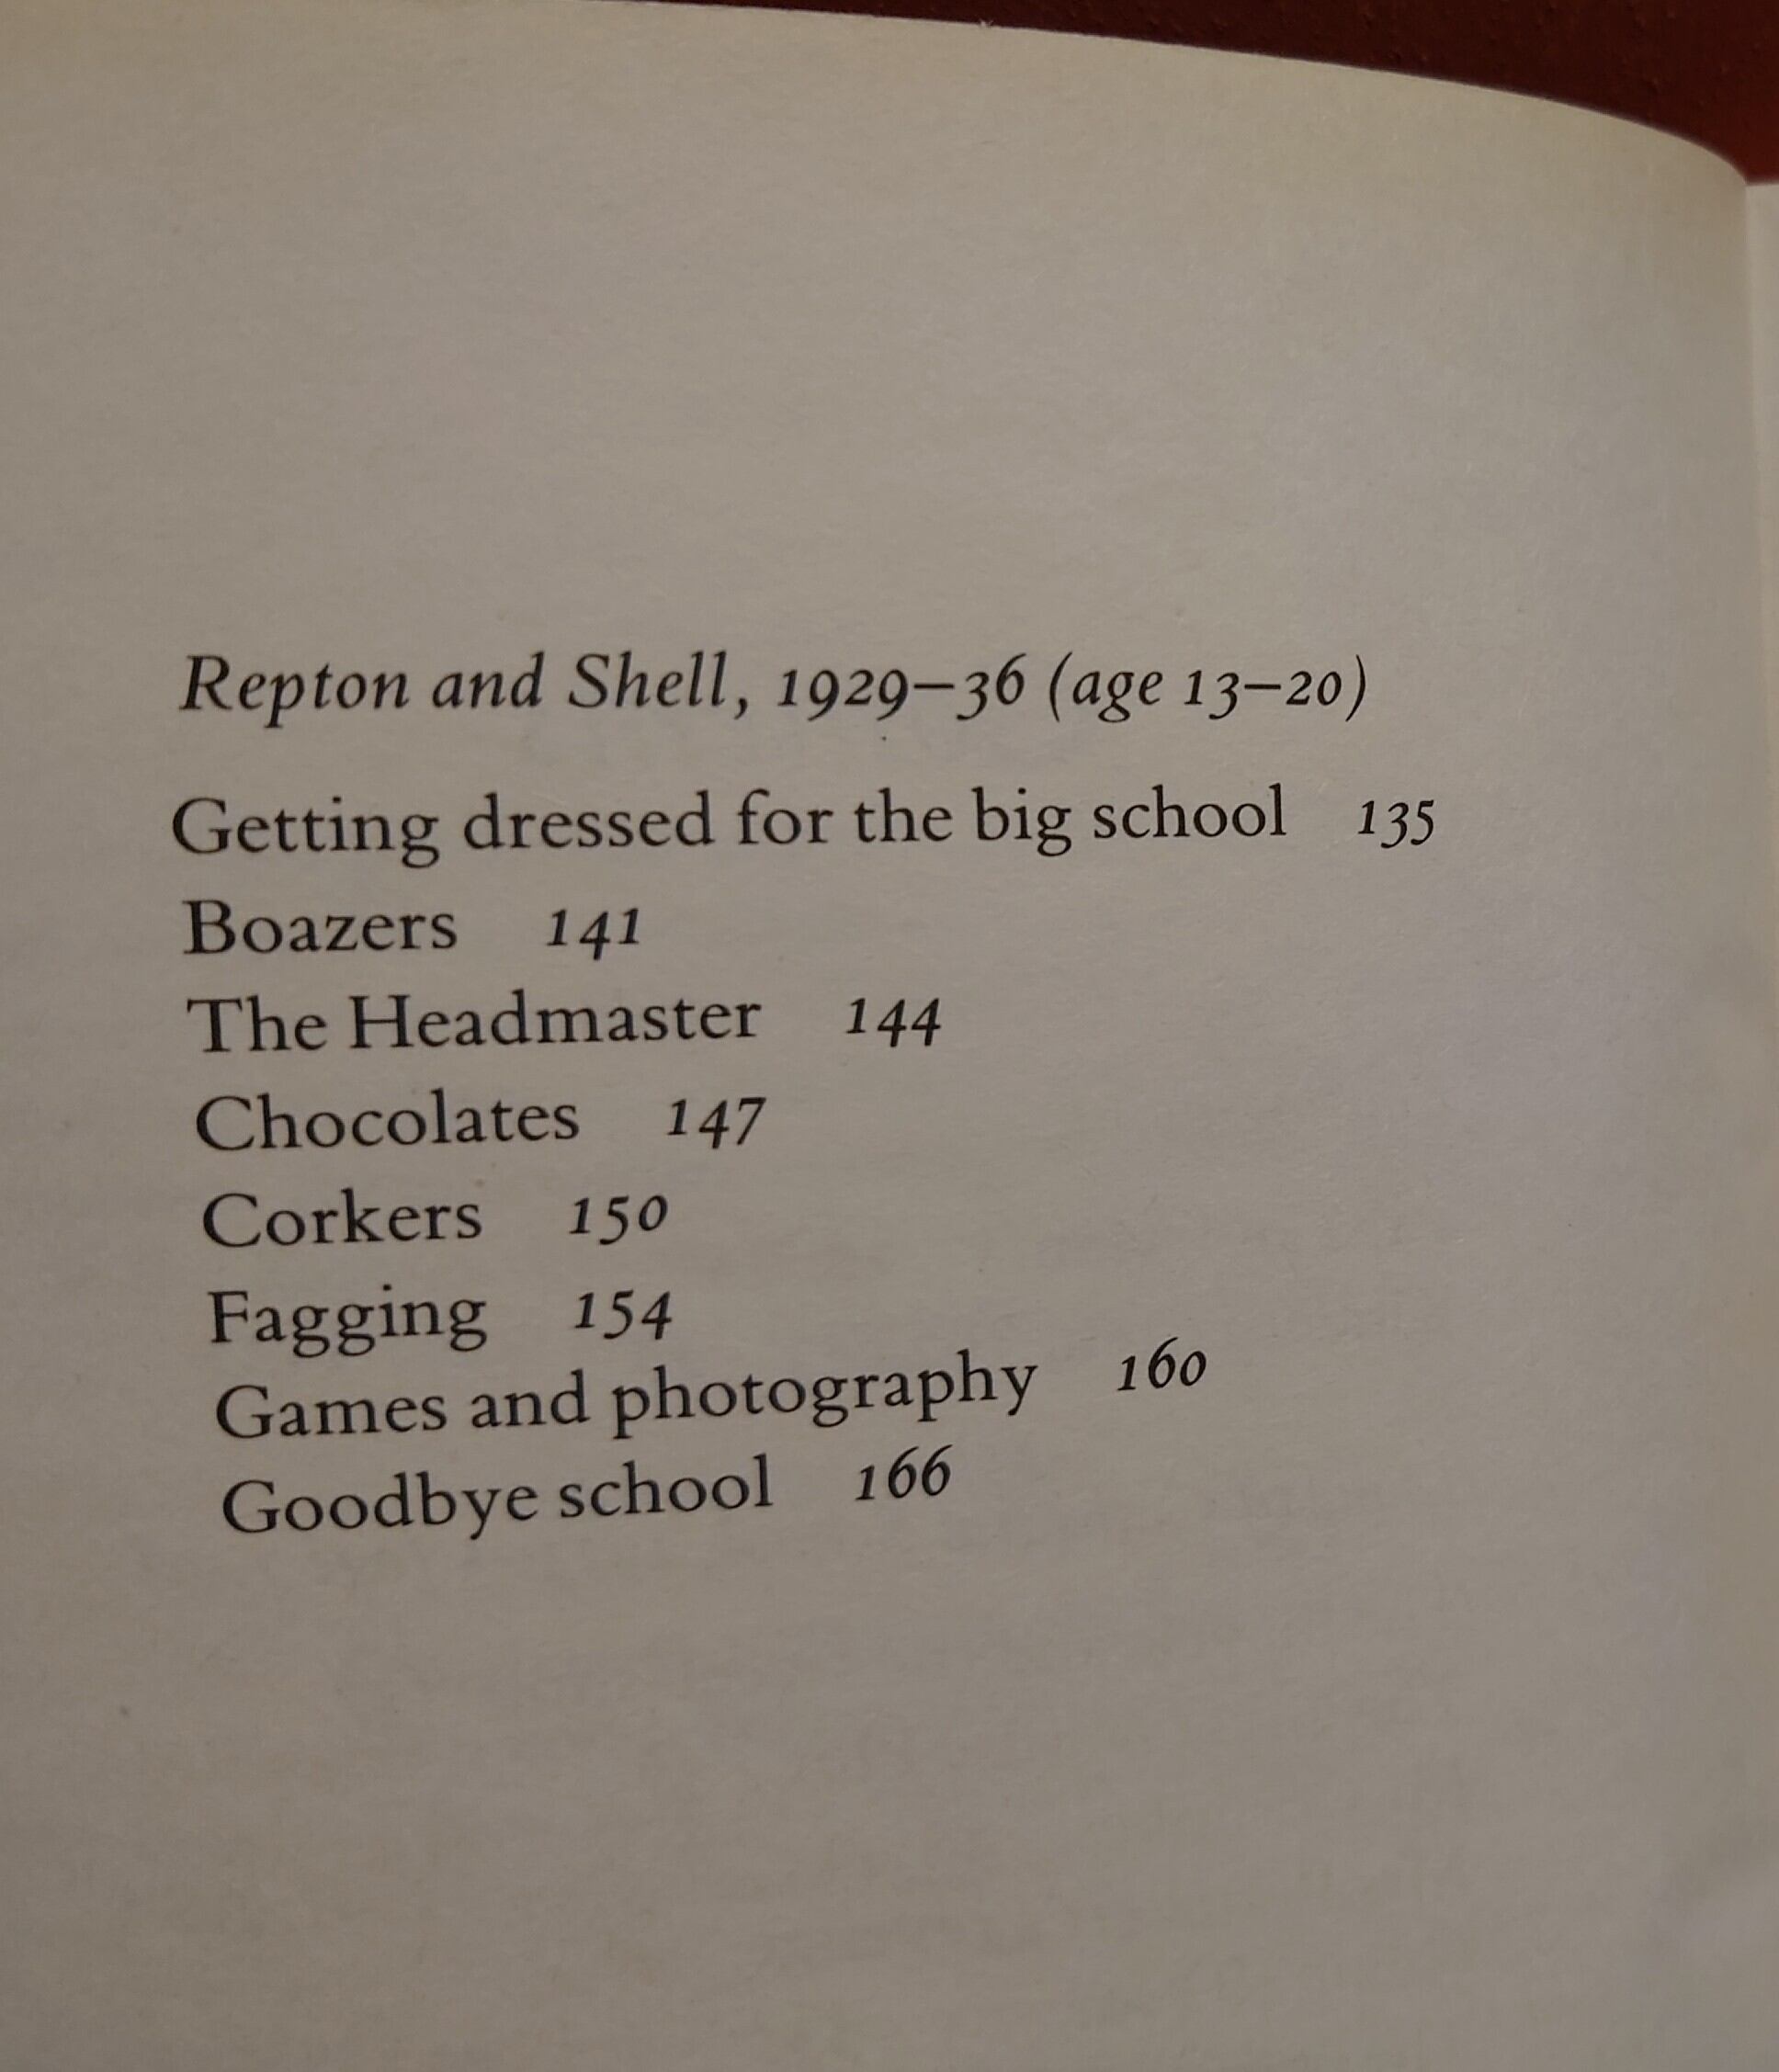 Repton and Shell, 1929–36 (age 13–20)
Getting dressed for the big school 135
Boazers 141
The Headmaster 144
Chocolates 147
Corkers 150
Fagging 154
Games and photography 160
Goodbye school 166